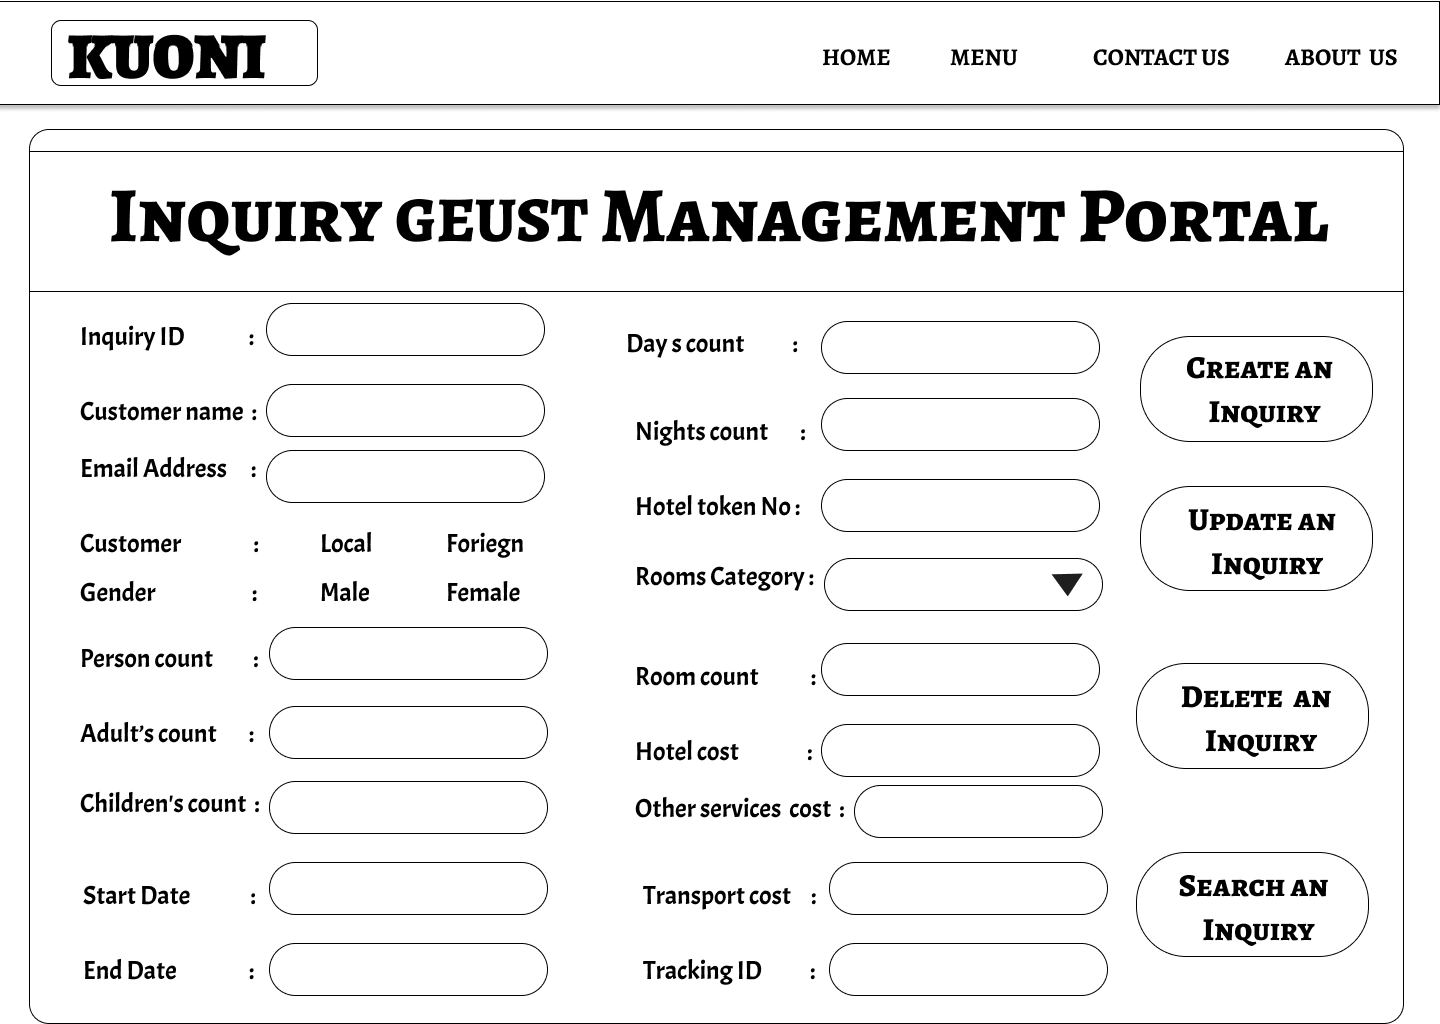 KUONI
HOME MENU CONTACT US ABOUT US
Inquiry geust Management Portal
Inquiry ID :
Customer name :
Email Address :
Customer : Local Foriegn
Gender : Male Female
Person count :
Adult’s count :
Children's count :
Start Date :
End Date :
Day s count :
Nights count :
Hotel token No :
Rooms Category :
Room count :
Hotel cost :
Other services cost :
Transport cost :
Tracking ID :
Create an
Inquiry
Update an
Inquiry
Delete an
Inquiry
Search an
Inquiry